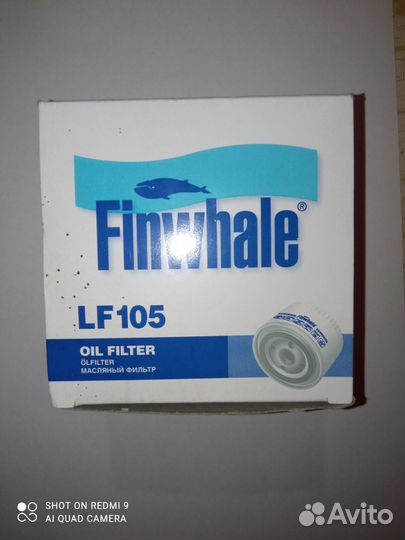 Finwhale®
LF105
OIL FILTER
ÖLFILTER
МАСЛЯНЫЙ ФИЛЬТР
SHOT ON REDMI 9
AI QUAD CAMERA
Avito